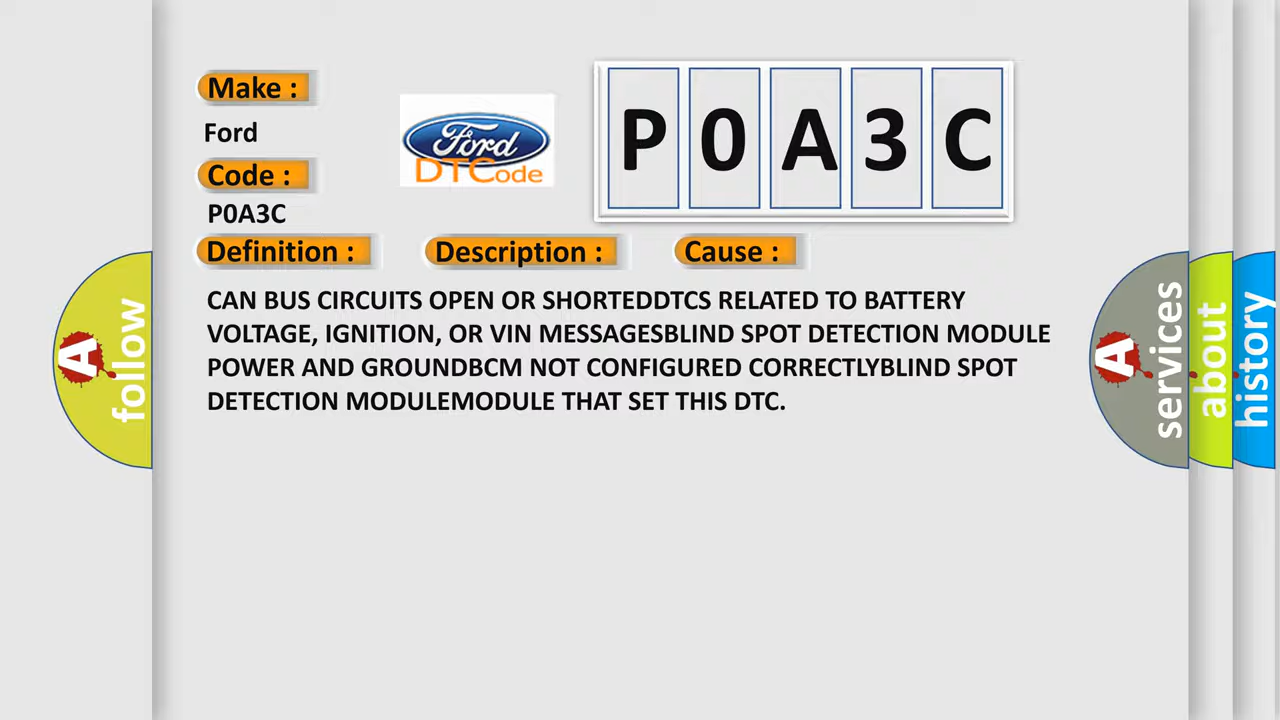 Make :
Ford
Code :
P0A3C
Ford
DTCode
P0A3C
Definition :
Description :
Cause :
CAN BUS CIRCUITS OPEN OR SHORTEDDTCS RELATED TO BATTERY
VOLTAGE, IGNITION, OR VIN MESSAGESBLIND SPOT DETECTION MODULE
POWER AND GROUNDBCM NOT CONFIGURED CORRECTLYBLIND SPOT
DETECTION MODULEMODULE THAT SET THIS DTC.
A
follow
A
services
about
history